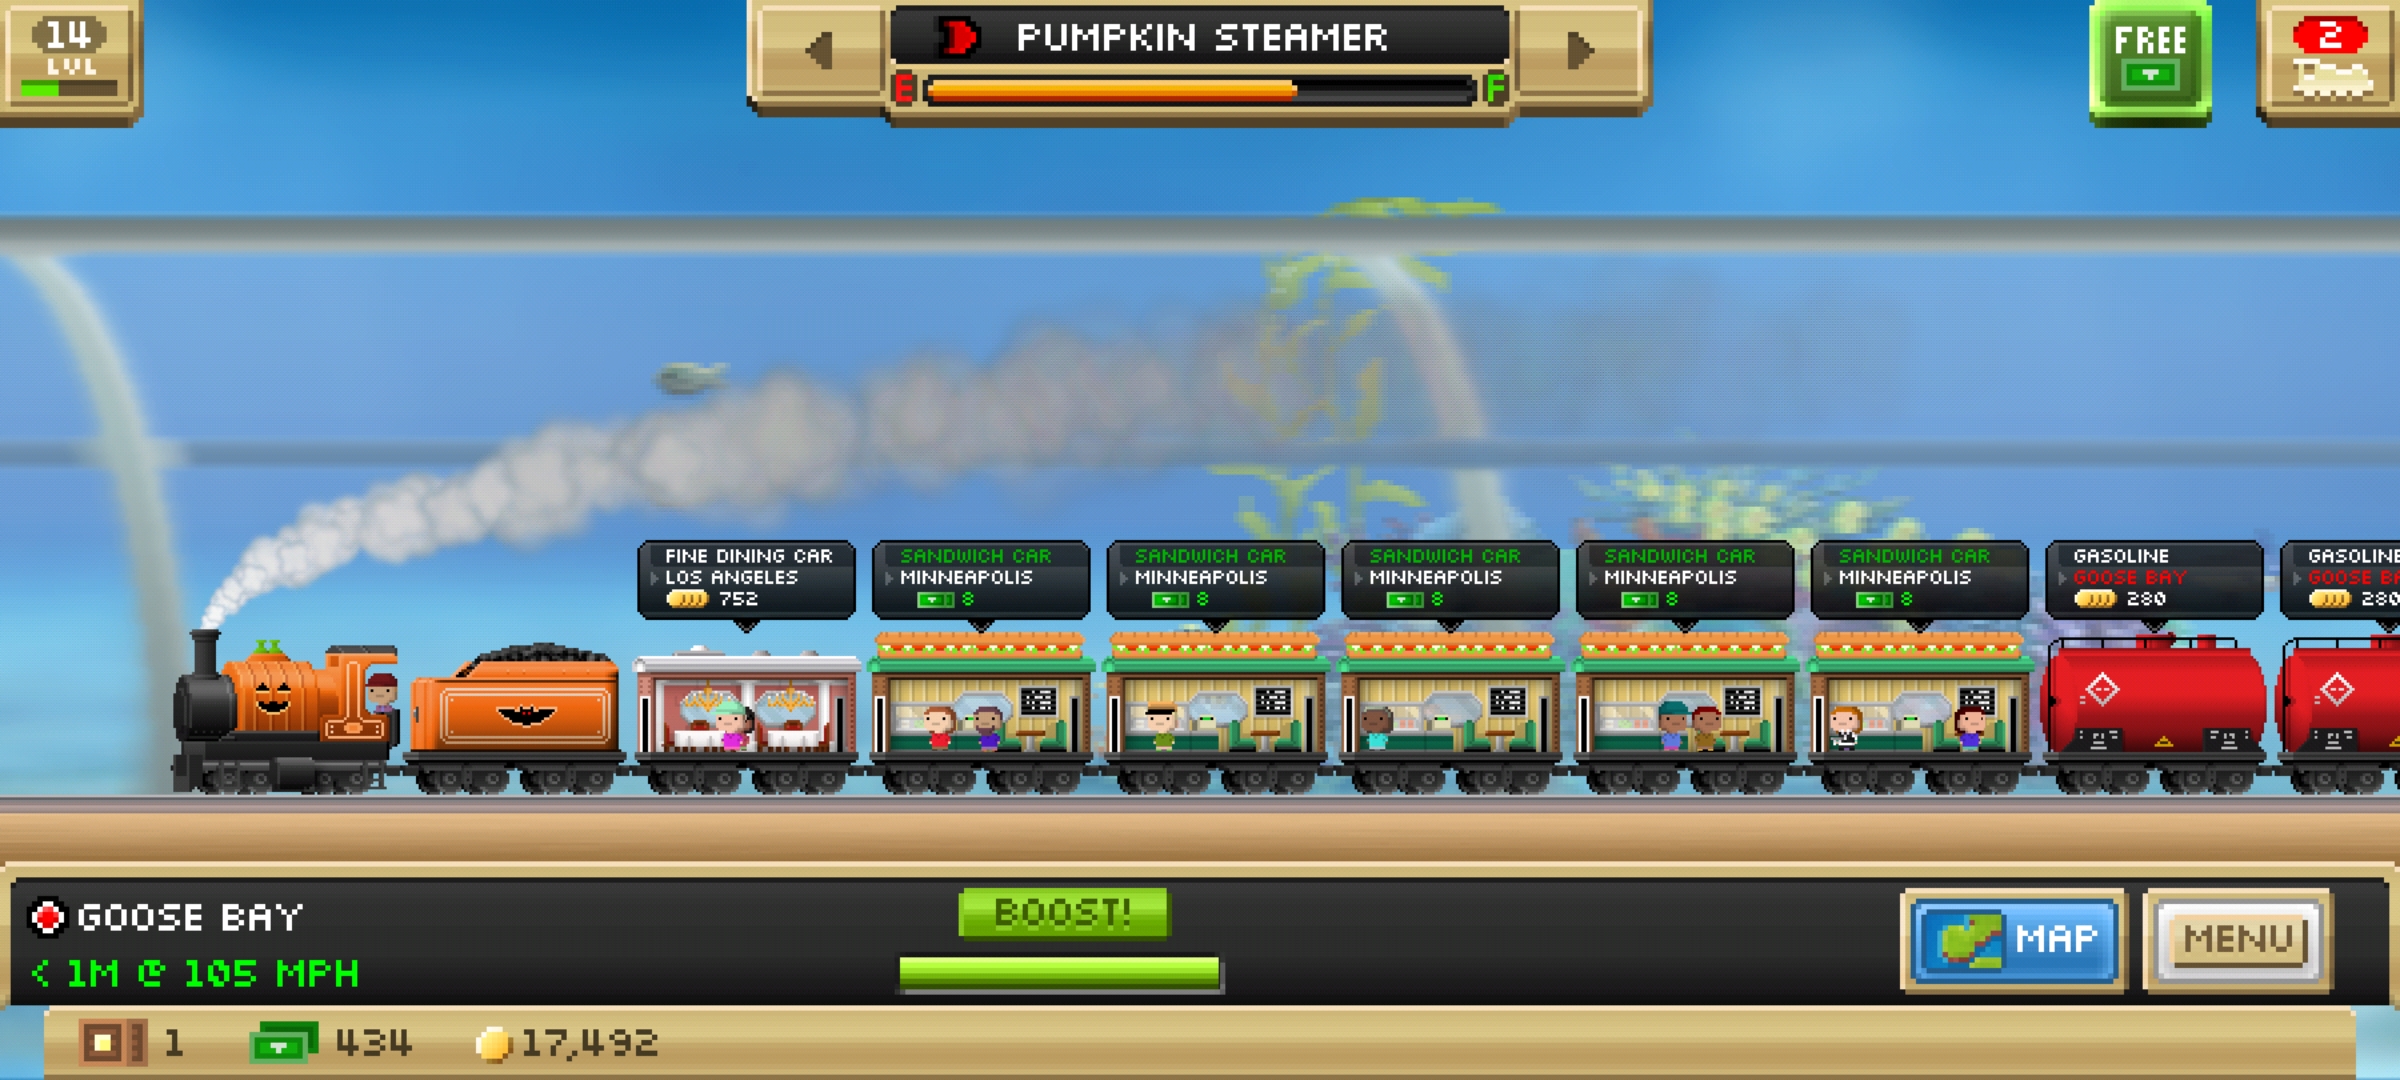 14
LVL
PUMPKIN STEAMER
E
F
FREE
2
FINE DINING CAR
LOS ANGELES
752
SANDWICH CAR
MINNEAPOLIS
8
SANDWICH CAR
MINNEAPOLIS
8
SANDWICH CAR
MINNEAPOLIS
8
SANDWICH CAR
MINNEAPOLIS
8
SANDWICH CAR
MINNEAPOLIS
8
GASOLINE
GOOSE BAY
280
GASOLINE
GOOSE BA
280
GOOSE BAY
< 1M @ 105 MPH
BOOST!
MAP
MENU
1
434
17,492